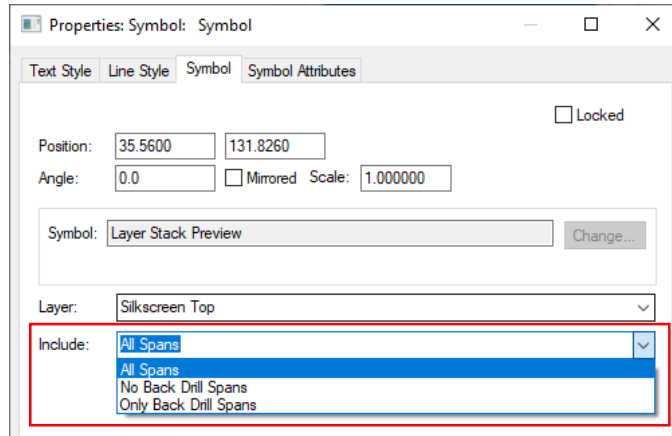 Properties: Symbol: Symbol
Text Style Line Style Symbol Symbol Attributes
Locked
Position: 35.5600 131.8260
Angle: 0.0 Mirrored Scale: 1.000000
Symbol: Layer Stack Preview Change...
Layer: Silkscreen Top
Include: All Spans
All Spans
No Back Drill Spans
Only Back Drill Spans